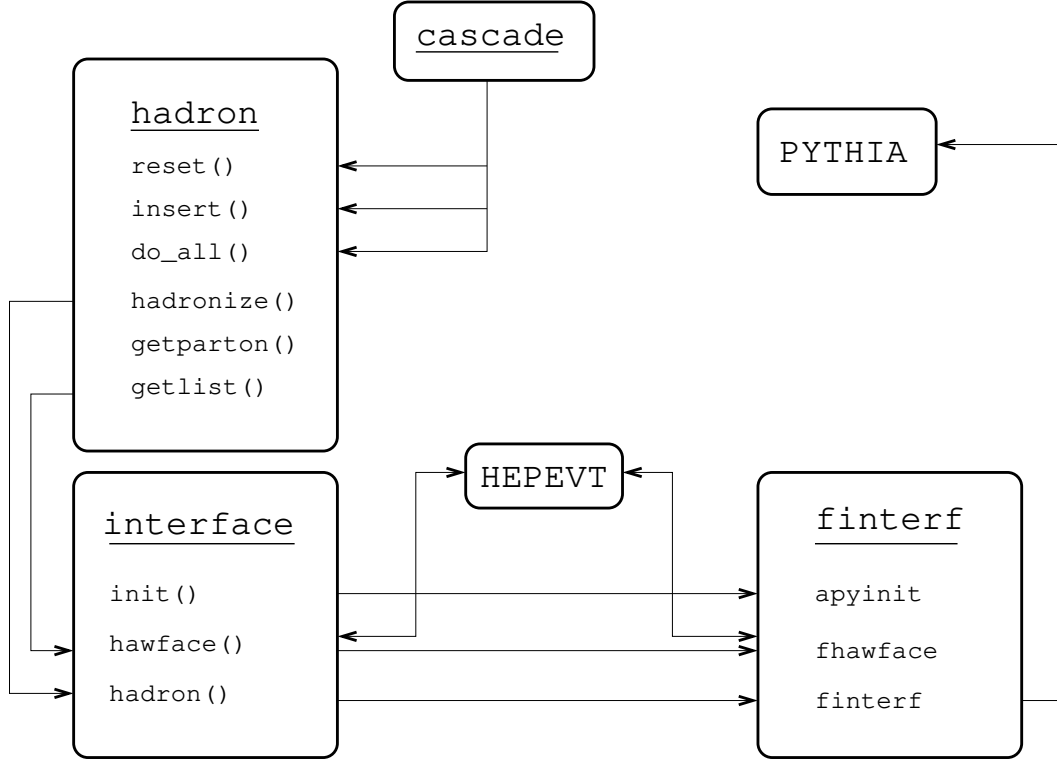 cascade
hadron
reset()
insert()
do_all()
hadronize()
getparton()
getlist()
PYTHIA
HEPEVT
interface
init()
hawface()
hadron()
finterf
apyinit
fhawface
finterf